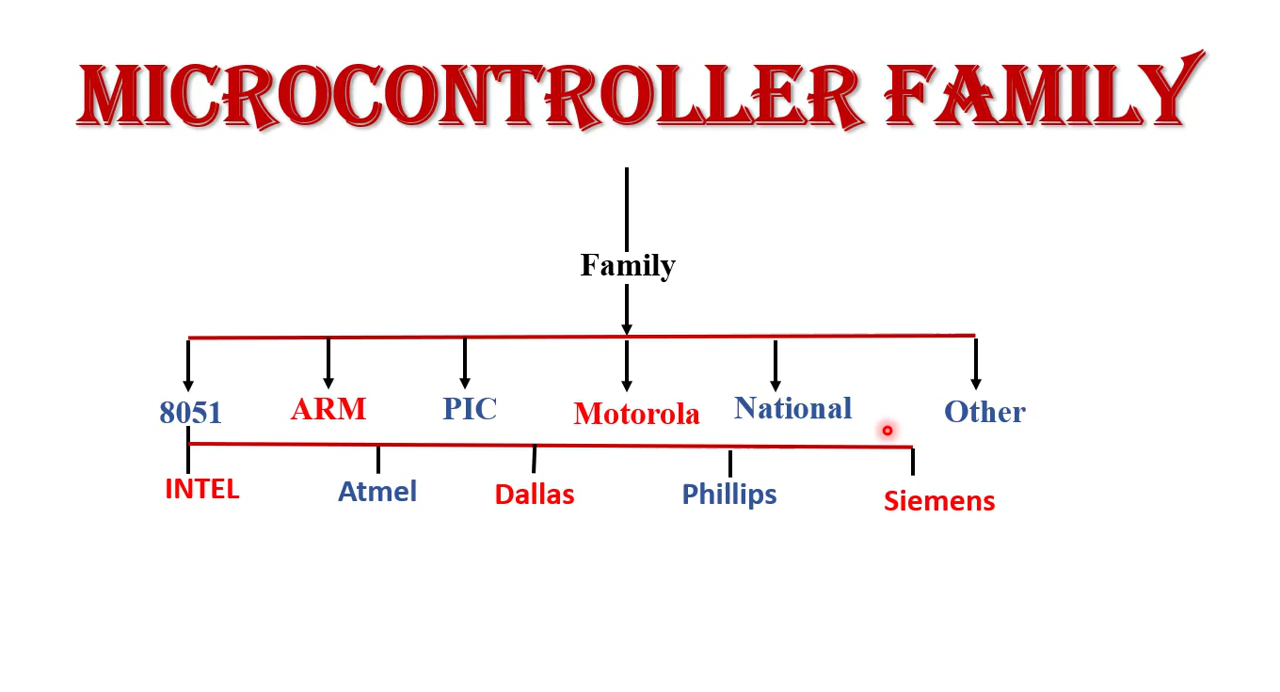 MICROCONTROLLER FAMILY
Family
8051 ARM PIC Motorola National Other
INTEL Atmel Dallas Phillips Siemens